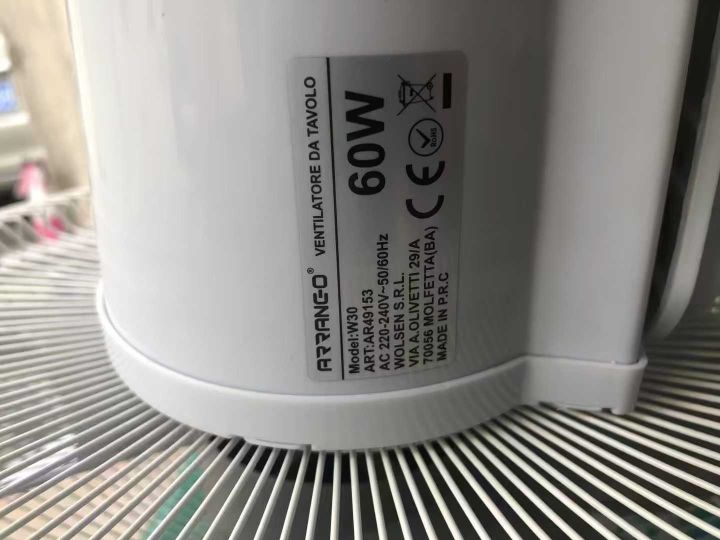 ARRANGO® VENTILATORE DA TAVOLO
Model:W30
ART:AR49153
AC 220-240V~50/60Hz
WOLSEN S.R.L.
VIA A.OLIVETTI 29/A
70056 MOLFETTA(BA)
MADE IN P.R.C
60W
CE
RoHS